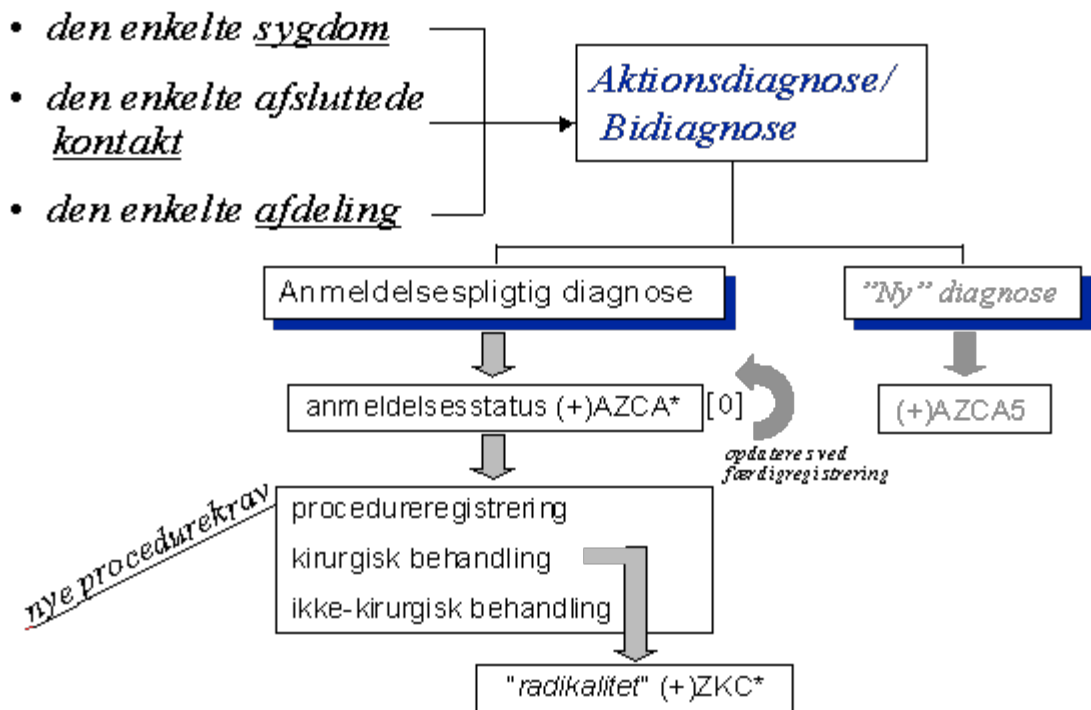 • den enkelte sygdom
• den enkelte afsluttede
kontakt
• den enkelte afdeling
Aktionsdiagnose/
Bidiagnose
Anmeldelsespligtig diagnose
"Ny" diagnose
anmeldelsesstatus (+)AZCA*
[0]
(+)AZCA5
opdateres ved
færdigregistrering
nye procedurekrav
procedureregistrering
kirurgisk behandling
ikke-kirurgisk behandling
"radikalitet" (+)ZKC*